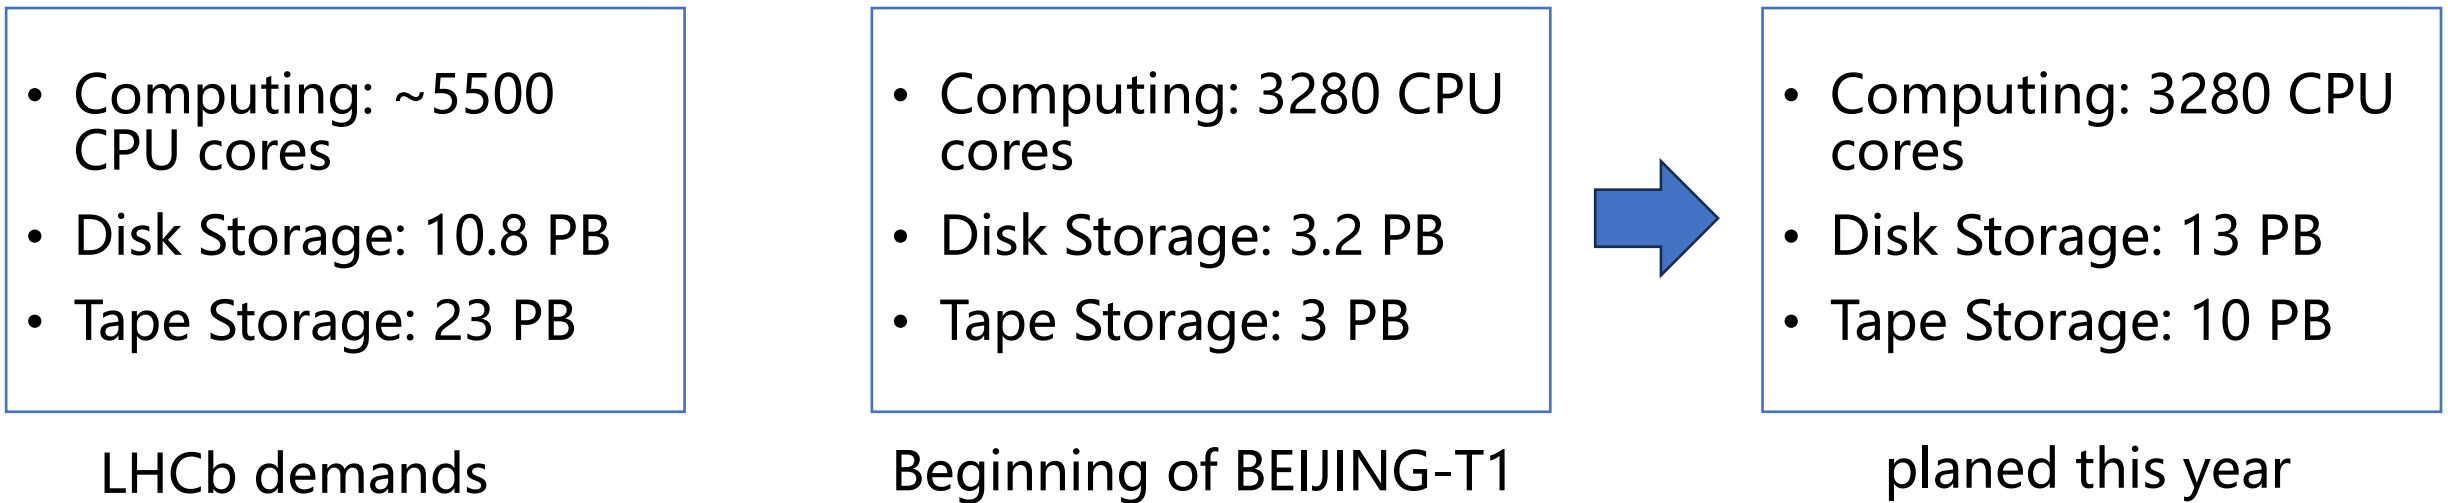 • Computing: ~5500
CPU cores
• Disk Storage: 10.8 PB
• Tape Storage: 23 PB
LHCb demands
• Computing: 3280 CPU
cores
• Disk Storage: 3.2 PB
• Tape Storage: 3 PB
Beginning of BEIJING-T1
• Computing: 3280 CPU
cores
• Disk Storage: 13 PB
• Tape Storage: 10 PB
planed this year